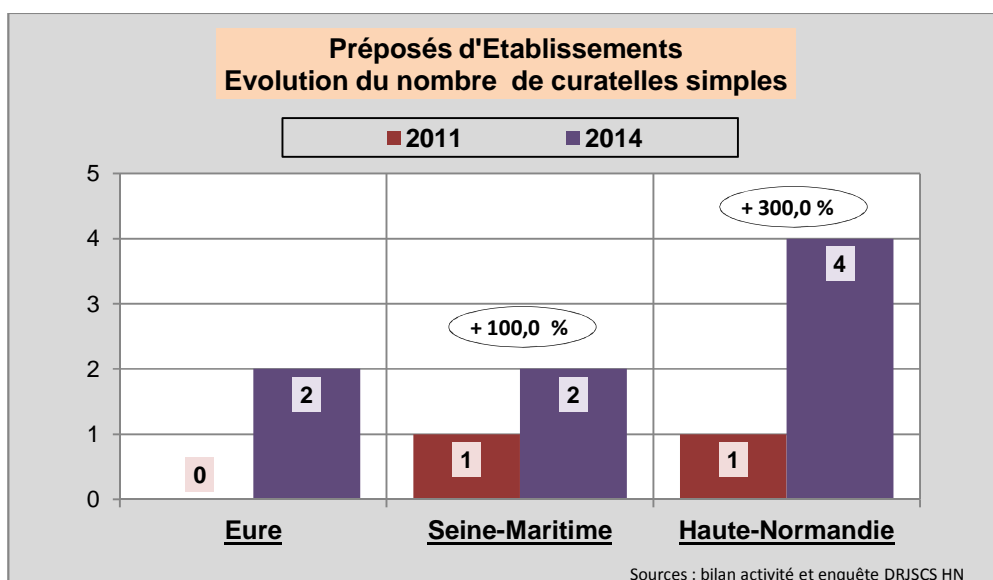 Préposés d'Etablissements
Evolution du nombre de curatelles simples
2011 2014
5
4
3
2
1
0
+ 300,0 %
+ 100,0 %
0
2
1
2
1
4
Eure Seine-Maritime Haute-Normandie
Sources : bilan activité et enquête DRJSCS HN